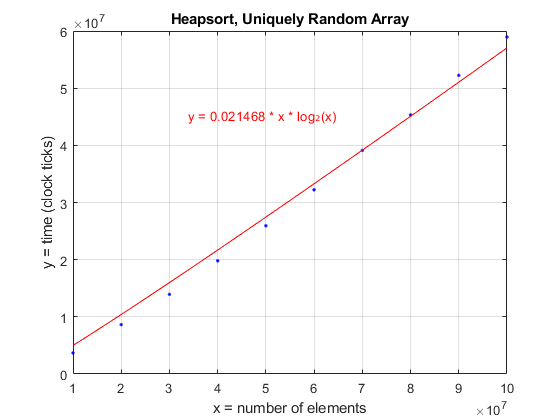 Heapsort, Uniquely Random Array
×10⁷
6
5
4
3
2
1
0
y = time (clock ticks)
y = 0.021468 * x * log₂(x)
1 2 3 4 5 6 7 8 9 10
x = number of elements
×10⁷